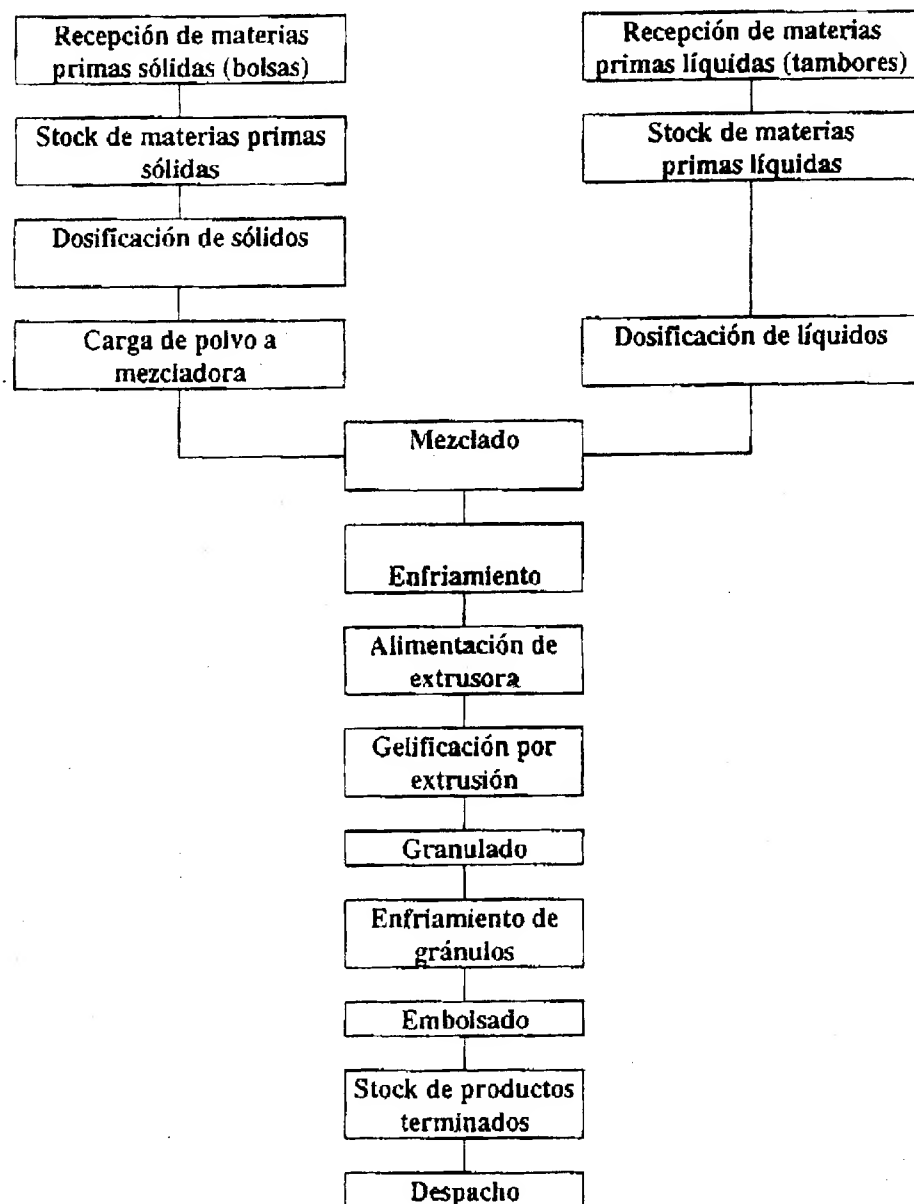 Recepción de materias
primas sólidas (bolsas)
Stock de materias primas
sólidas
Dosificación de sólidos
Carga de polvo a
mezcladora
Recepción de materias
primas líquidas (tambores)
Stock de materias
primas líquidas
Dosificación de líquidos
Mezclado
Enfriamiento
Alimentación de
extrusora
Gelificación por
extrusión
Granulado
Enfriamiento de
gránulos
Embolsado
Stock de productos
terminados
Despacho